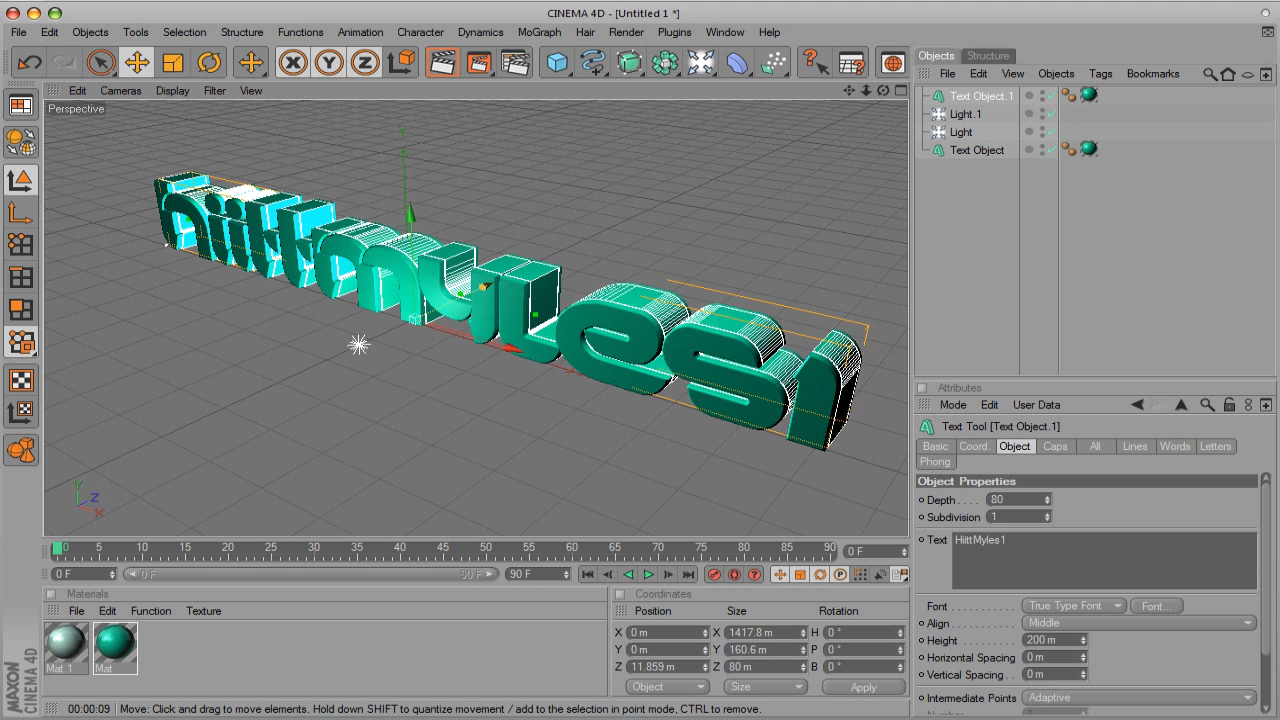 CINEMA 4D - [Untitled 1 *]
File Edit Objects Tools Selection Structure Functions Animation Character Dynamics MoGraph Hair Render Plugins Window Help
X Y Z
Objects Structure
File Edit View Objects Tags Bookmarks
Text Object.1
Light.1
Light
Text Object
Edit Cameras Display Filter View
Perspective
Y
hiittmyles1
Y
Z
X
0 5 10 15 20 25 30 35 40 45 50 55 60 65 70 75 80 85 90
0 F
0 F 0 F 90 F 90 F
Attributes
Mode Edit User Data
Text Tool [Text Object.1]
Basic Coord. Object Caps All Lines Words Letters
Phong
Object Properties
Depth . . . . 80
Subdivision 1
Text HiittMyles1
Font . . . . . . . . . . . True Type Font Font...
Align . . . . . . . . . . . Middle
Height . . . . . . . . . . 200 m
Horizontal Spacing 0 m
Vertical Spacing . . 0 m
Intermediate Points Adaptive
Materials
File Edit Function Texture
Mat.1 Mat
Coordinates
Position Size Rotation
X 0 m X 1417.8 m H 0 °
Y 0 m Y 160.6 m P 0 °
Z 11.859 m Z 80 m B 0 °
Object Size Apply
MAXON
CINEMA 4D
00:00:09 Move: Click and drag to move elements. Hold down SHIFT to quantize movement / add to the selection in point mode, CTRL to remove.